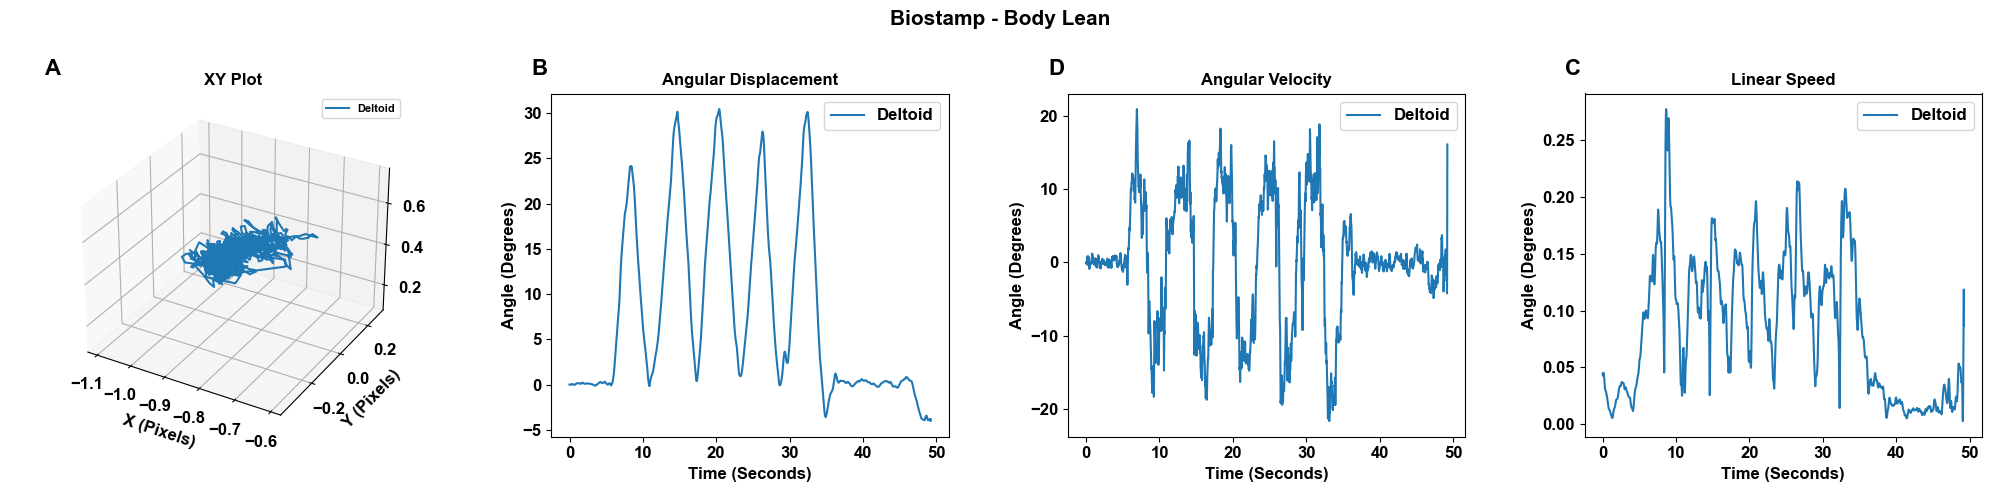 Biostamp - Body Lean
A
XY Plot
Deltoid
0.6
0.4
0.2
0.2
0.0
−0.2
−1.1
−1.0
−0.9
−0.8
−0.7
−0.6
X (Pixels)
Y (Pixels)
B
Angular Displacement
Deltoid
30
25
20
15
10
5
0
−5
Angle (Degrees)
0 10 20 30 40 50
Time (Seconds)
D
Angular Velocity
Deltoid
20
10
0
−10
−20
Angle (Degrees)
0 10 20 30 40 50
Time (Seconds)
C
Linear Speed
Deltoid
0.25
0.20
0.15
0.10
0.05
0.00
Angle (Degrees)
0 10 20 30 40 50
Time (Seconds)